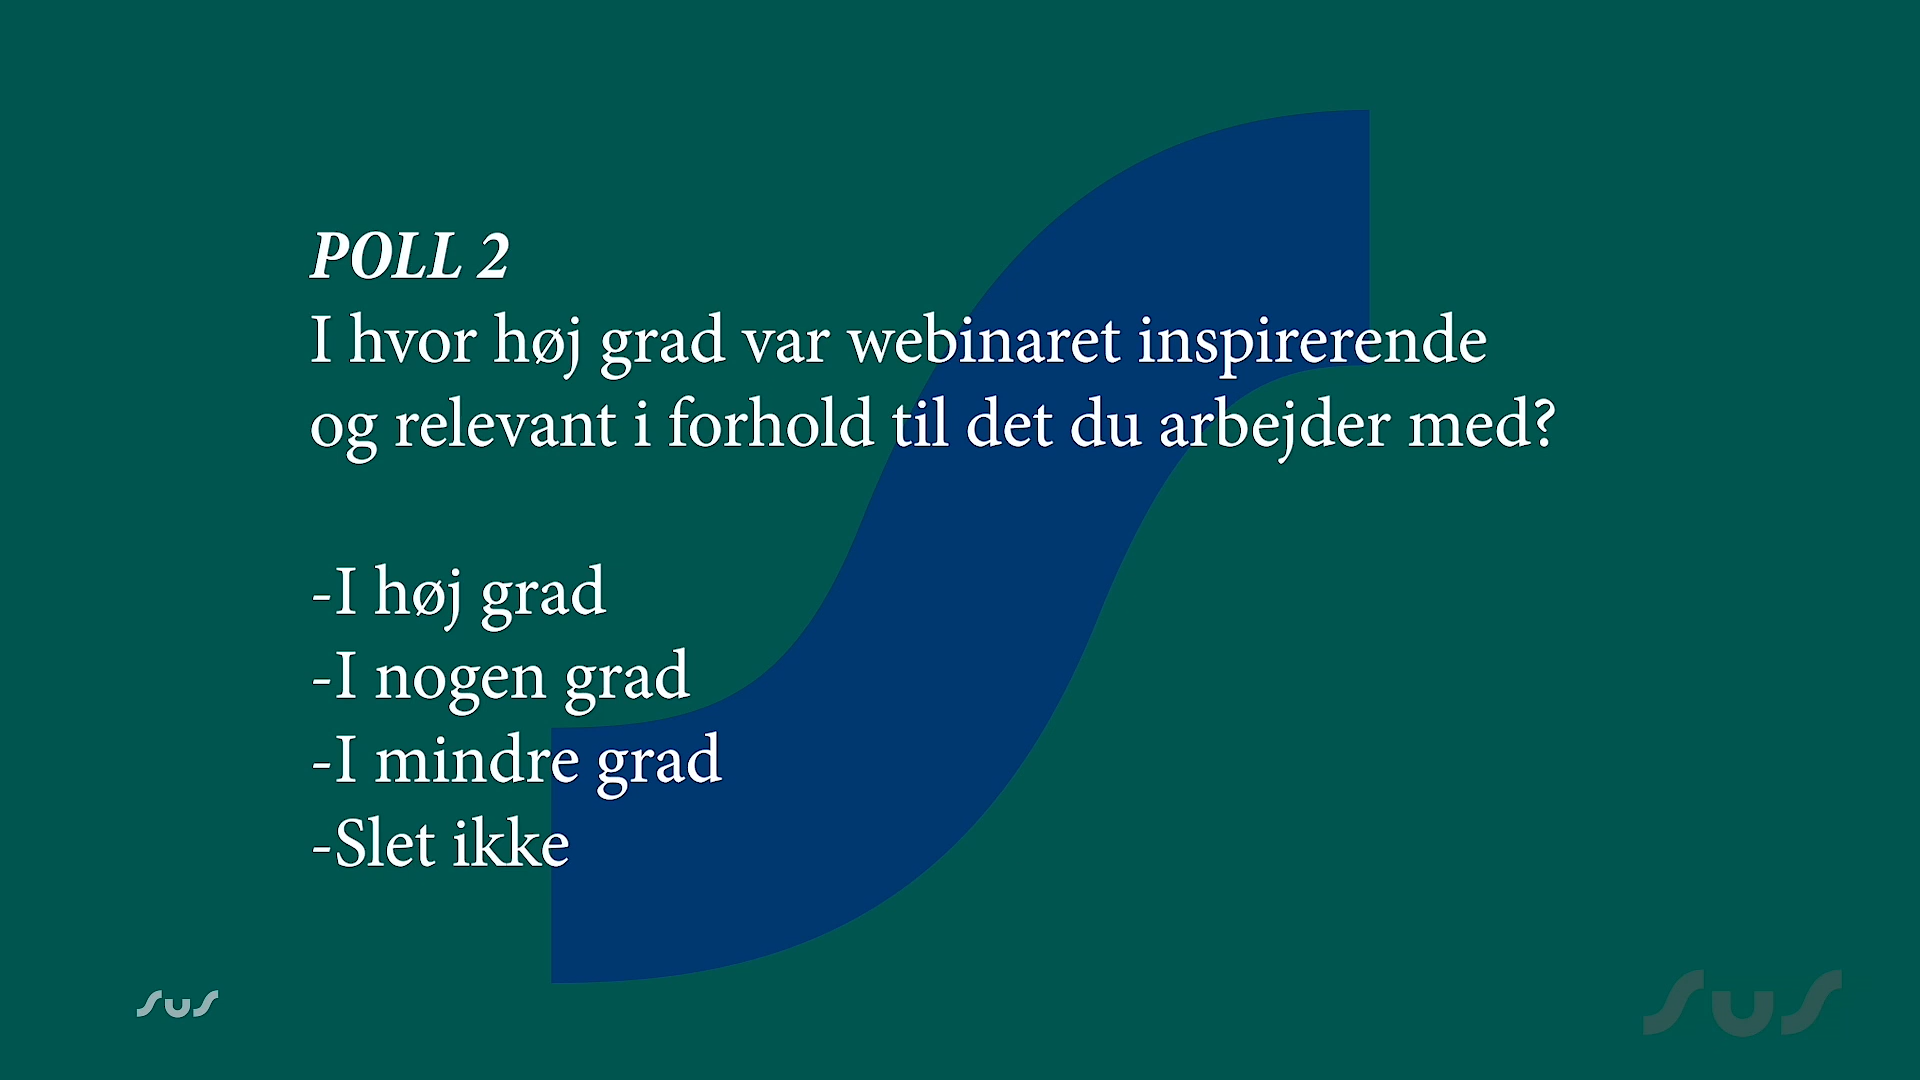 POLL 2
I hvor høj grad var webinaret inspirerende
og relevant i forhold til det du arbejder med?
-I høj grad
-I nogen grad
-I mindre grad
-Slet ikke
sus
sus